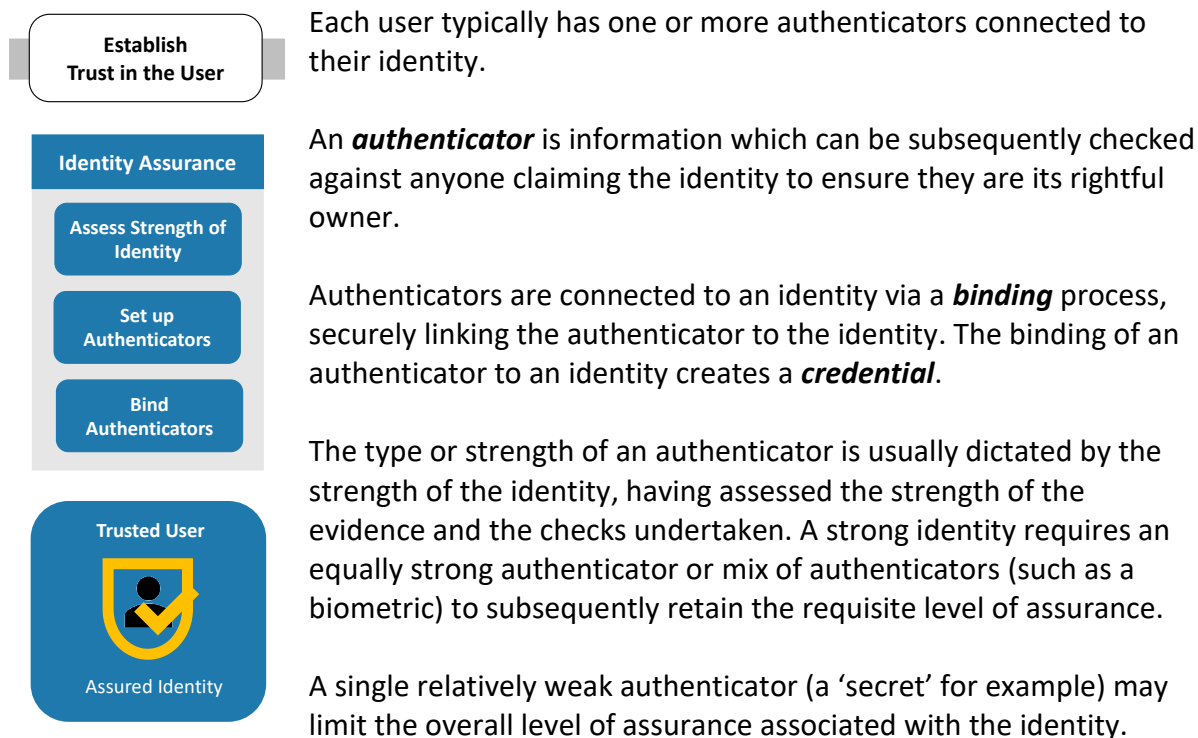 Establish
Trust in the User
Identity Assurance
Assess Strength of
Identity
Set up
Authenticators
Bind
Authenticators
Trusted User
Assured Identity
Each user typically has one or more authenticators connected to
their identity.
An authenticator is information which can be subsequently checked
against anyone claiming the identity to ensure they are its rightful
owner.
Authenticators are connected to an identity via a binding process,
securely linking the authenticator to the identity. The binding of an
authenticator to an identity creates a credential.
The type or strength of an authenticator is usually dictated by the
strength of the identity, having assessed the strength of the
evidence and the checks undertaken. A strong identity requires an
equally strong authenticator or mix of authenticators (such as a
biometric) to subsequently retain the requisite level of assurance.
A single relatively weak authenticator (a ‘secret’ for example) may
limit the overall level of assurance associated with the identity.